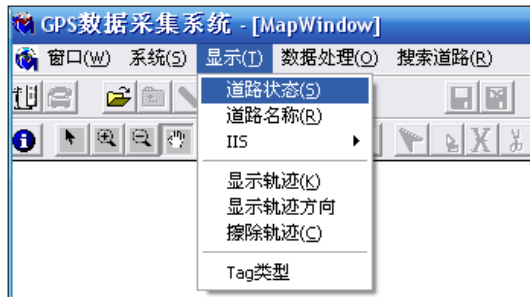 GPS数据采集系统 - [MapWindow]
窗口(W) 系统(S) 显示(T) 数据处理(O) 搜索道路(R)
道路状态(S)
道路名称(R)
IIS
显示轨迹(K)
显示轨迹方向
擦除轨迹(C)
Tag类型